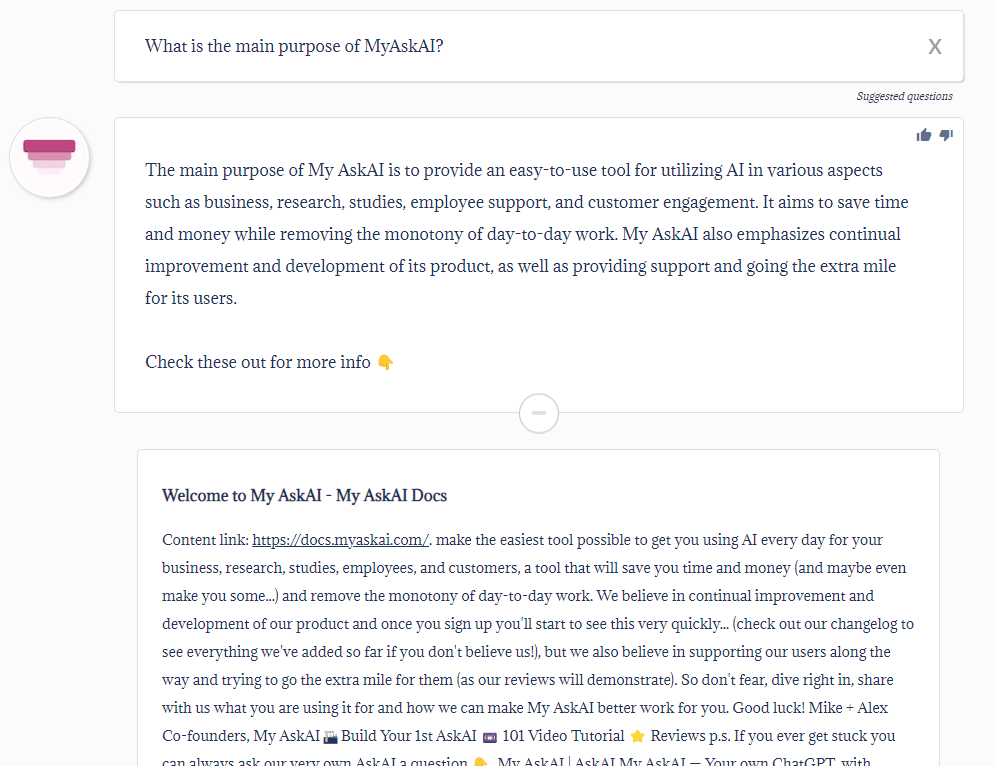 What is the main purpose of MyAskAI?
X
Suggested questions
The main purpose of My AskAI is to provide an easy-to-use tool for utilizing AI in various aspects
such as business, research, studies, employee support, and customer engagement. It aims to save time
and money while removing the monotony of day-to-day work. My AskAI also emphasizes continual
improvement and development of its product, as well as providing support and going the extra mile
for its users.
Check these out for more info 👇
Welcome to My AskAI - My AskAI Docs
Content link: https://docs.myaskai.com/. make the easiest tool possible to get you using AI every day for your
business, research, studies, employees, and customers, a tool that will save you time and money (and maybe even
make you some...) and remove the monotony of day-to-day work. We believe in continual improvement and
development of our product and once you sign up you'll start to see this very quickly... (check out our changelog to
see everything we've added so far if you don't believe us!), but we also believe in supporting our users along the
way and trying to go the extra mile for them (as our reviews will demonstrate). So don't fear, dive right in, share
with us what you are using it for and how we can make My AskAI better work for you. Good luck! Mike + Alex
Co-founders, My AskAI 🏭 Build Your 1st AskAI 📼 101 Video Tutorial ⭐ Reviews p.s. If you ever get stuck you
can always ask our very own AskAI a question 👇 My AskAI | AskAI My AskAI — Your own ChatGPT, with